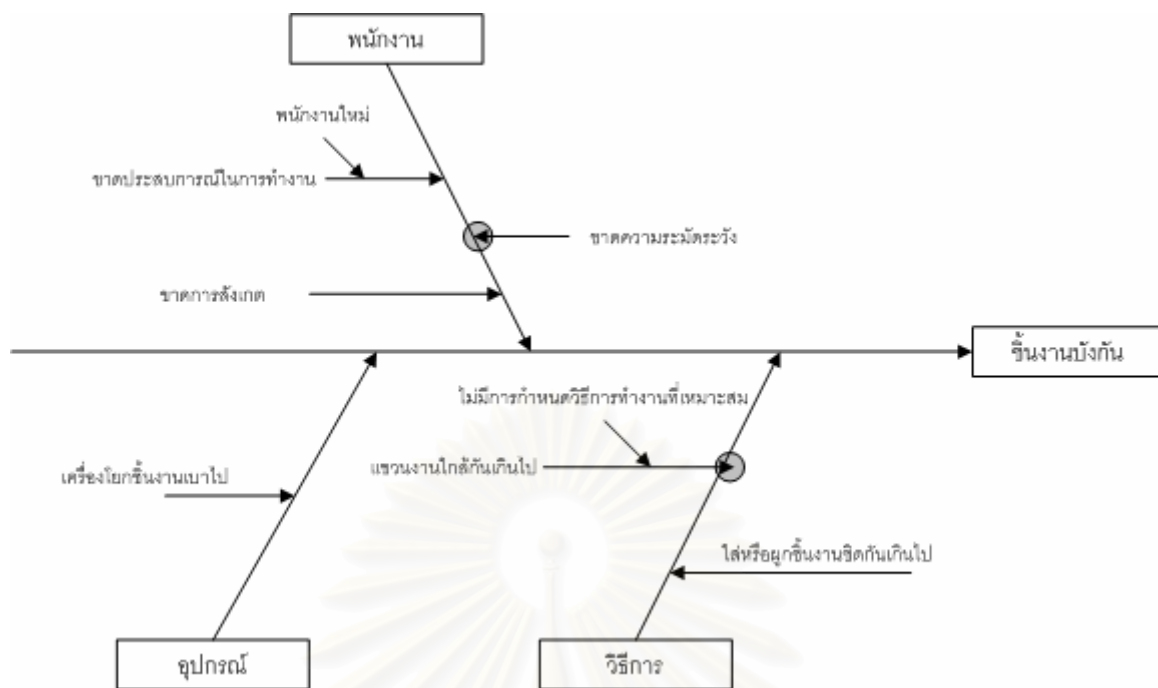 พนักงาน
พนักงานใหม่
ขาดประสบการณ์ในการทำงาน
ขาดความระมัดระวัง
ขาดการสังเกต
ชิ้นงานบังกัน
ไม่มีการกำหนดวิธีการทำงานที่เหมาะสม
แขวนงานใกล้กันเกินไป
เครื่องโยกชิ้นงานเบาไป
ใส่หรือผูกชิ้นงานชิดกันเกินไป
อุปกรณ์
วิธีการ